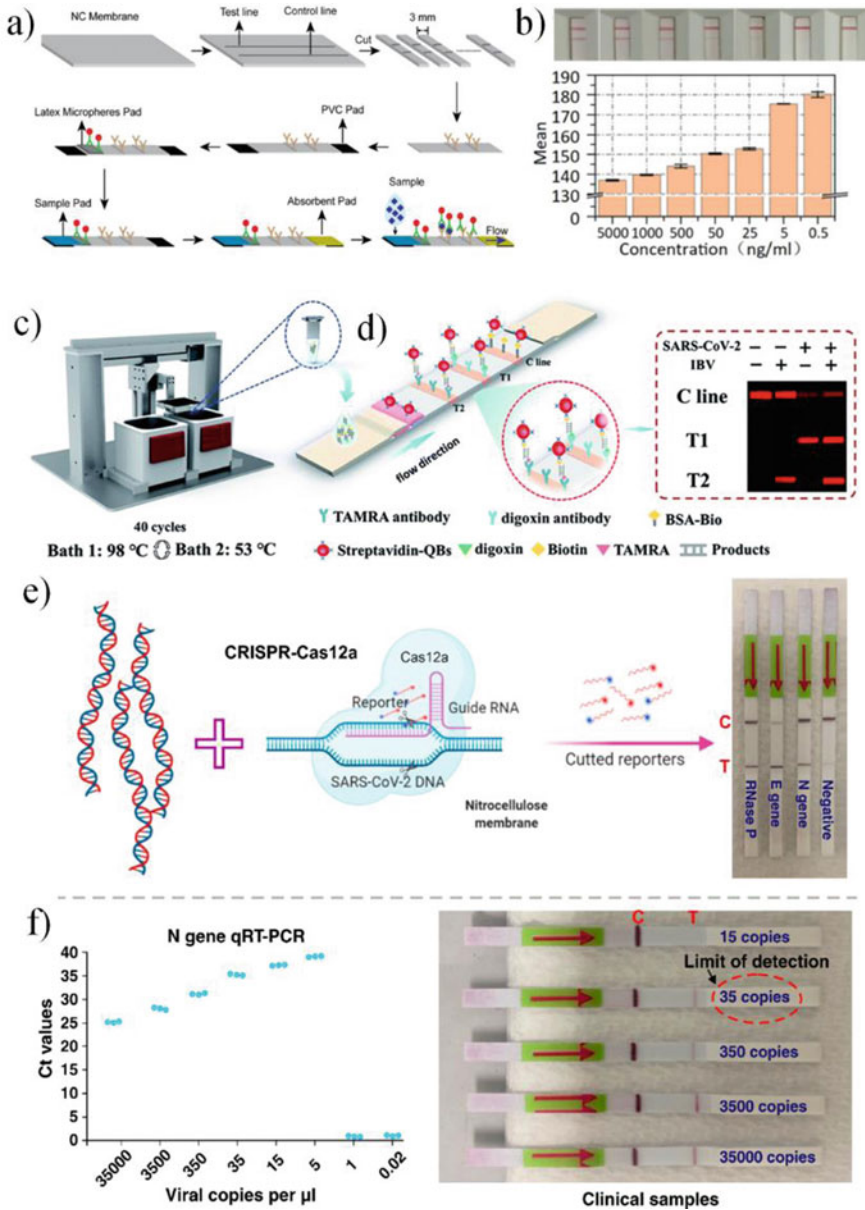 a)
NC Membrane
Test line
Control line
Cut
3 mm
Latex Micropheres Pad
PVC Pad
Sample Pad
Absorbent Pad
Sample
Flow
b)
190
180
170
160
150
140
130
0
Mean
5000 1000 500 50 25 5 0.5
Concentration (ng/ml)
c)
40 cycles
Bath 1: 98 °C Bath 2: 53 °C
d)
C line
T1
T2
flow direction
SARS-CoV-2 − − + +
IBV − + − +
C line
T1
T2
TAMRA antibody digoxin antibody BSA-Bio
Streptavidin-QBs digoxin Biotin TAMRA Products
e)
CRISPR-Cas12a
Cas12a
Reporter
Guide RNA
SARS-CoV-2 DNA
Nitrocellulose
membrane
Cutted reporters
C
T
RNase P
E gene
N gene
Negative
f)
N gene qRT-PCR
40
35
30
25
20
15
10
5
0
Ct values
35000 3500 350 35 15 5 1 0.02
Viral copies per µl
C T
15 copies
Limit of detection
35 copies
350 copies
3500 copies
35000 copies
Clinical samples